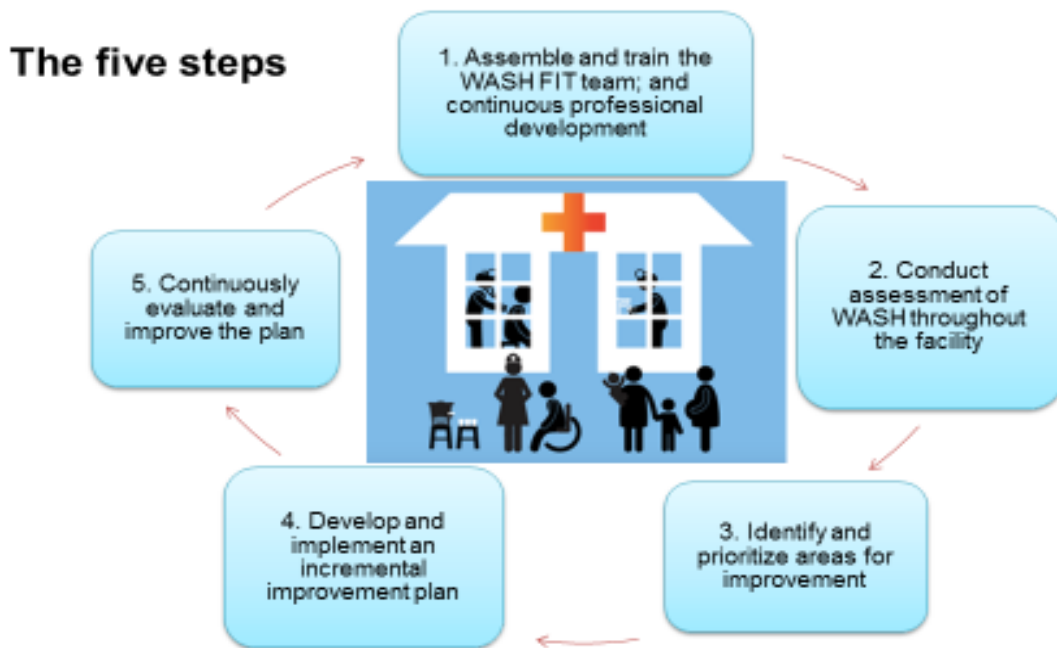 The five steps
1. Assemble and train the
WASH FIT team; and
continuous professional
development
2. Conduct
assessment of
WASH throughout
the facility
3. Identify and
prioritize areas for
improvement
4. Develop and
implement an
incremental
improvement plan
5. Continuously
evaluate and
improve the plan